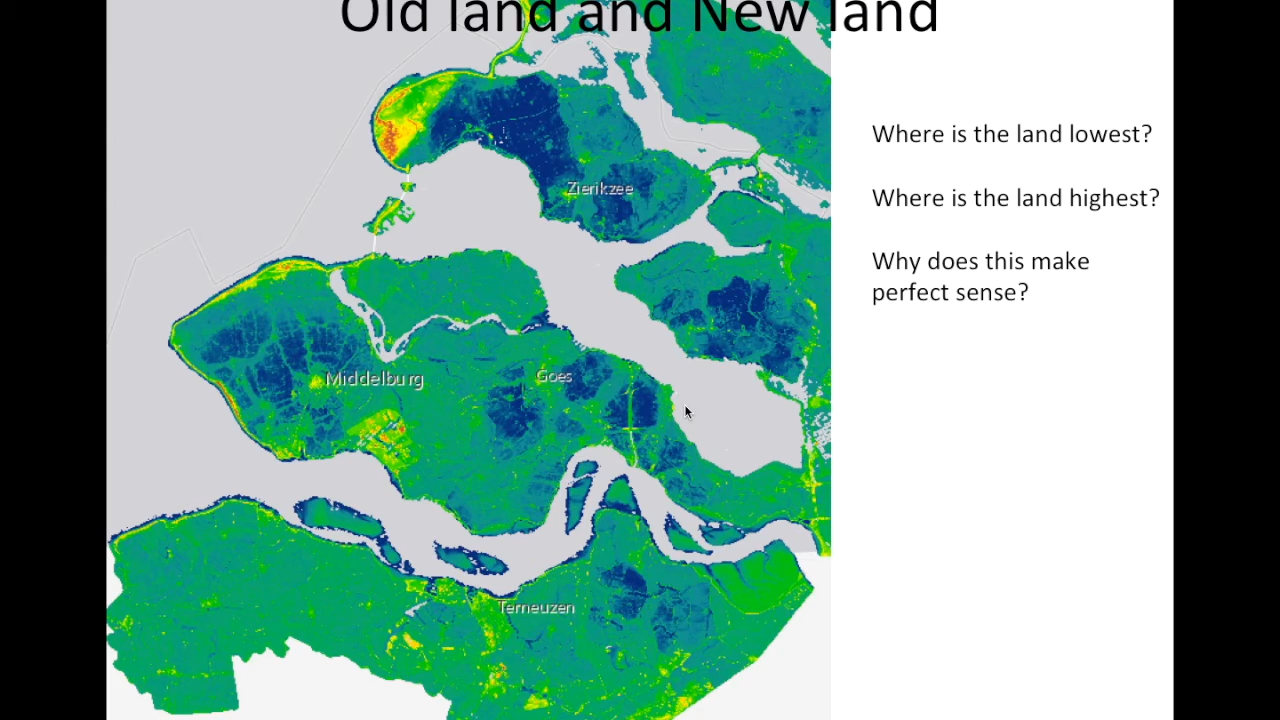 Old land and New land
Where is the land lowest?
Where is the land highest?
Why does this make
perfect sense?
Zierikzee
Middelburg
Goes
Terneuzen